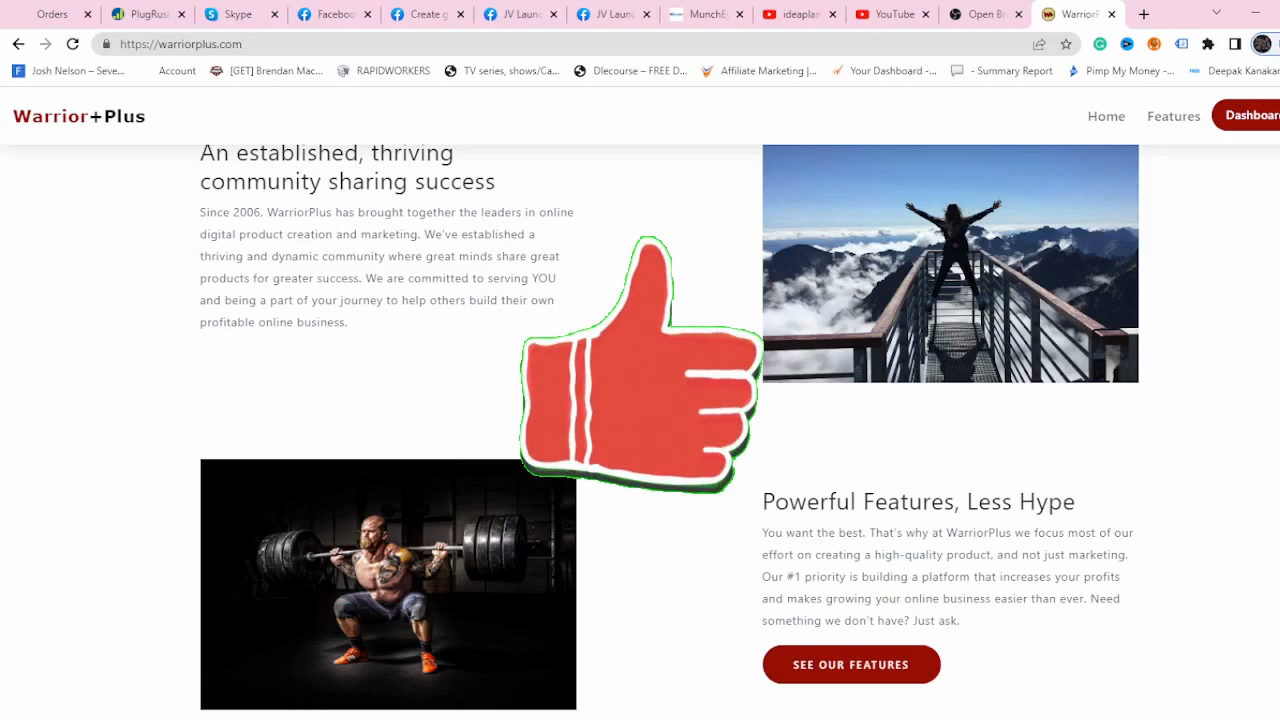 Orders
PlugRus
Skype
Faceboo
Create g
JV Laun
JV Laun
MunchEy
ideaplan
YouTube
Open Br
WarriorP
https://warriorplus.com
Josh Nelson – Seve...
Account
[GET] Brendan Mac...
RAPIDWORKERS
TV series, shows/Ca...
Dlecourse – FREE D...
Affiliate Marketing |...
Your Dashboard -...
- Summary Report
Pimp My Money -...
Deepak Kanakar
Warrior+Plus
Home
Features
Dashboar
An established, thriving
community sharing success
Since 2006, WarriorPlus has brought together the leaders in online
digital product creation and marketing. We've established a
thriving and dynamic community where great minds share great
products for greater success. We are committed to serving YOU
and being a part of your journey to help others build their own
profitable online business.
Powerful Features, Less Hype
You want the best. That's why at WarriorPlus we focus most of our
effort on creating a high-quality product, and not just marketing.
Our #1 priority is building a platform that increases your profits
and makes growing your online business easier than ever. Need
something we don't have? Just ask.
SEE OUR FEATURES